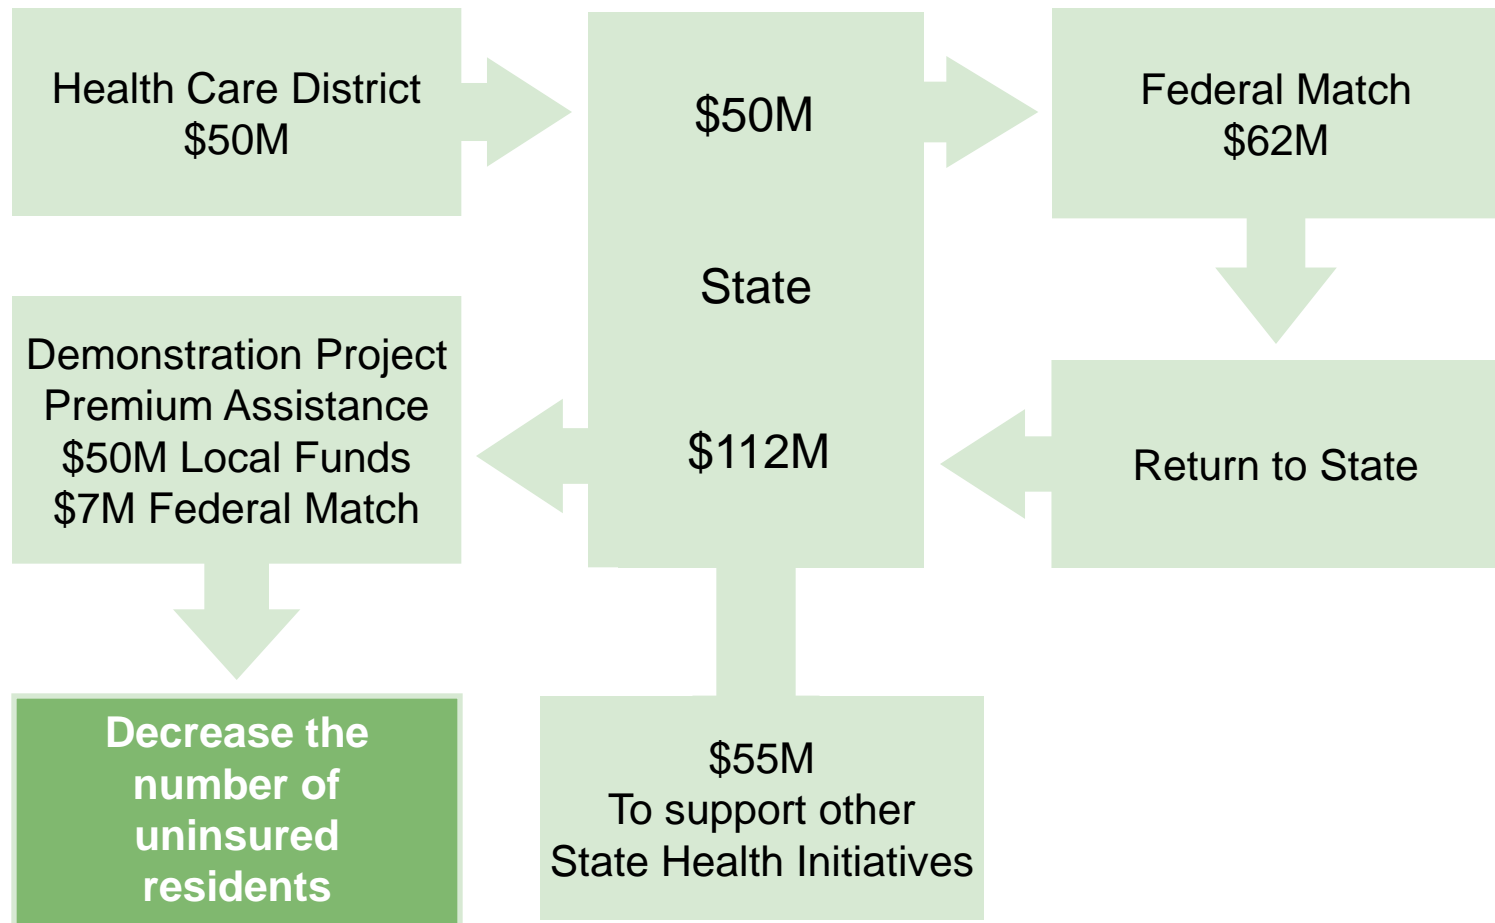 Health Care District
$50M
$50M
State
$112M
Federal Match
$62M
Return to State
Demonstration Project
Premium Assistance
$50M Local Funds
$7M Federal Match
Decrease the
number of
uninsured
residents
$55M
To support other
State Health Initiatives